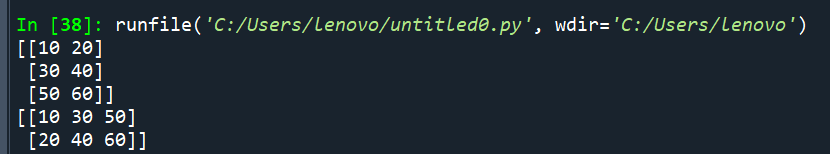 In [38]: runfile('C:/Users/lenovo/untitled0.py', wdir='C:/Users/lenovo')
[[10 20]
 [30 40]
 [50 60]]
[[10 30 50]
 [20 40 60]]